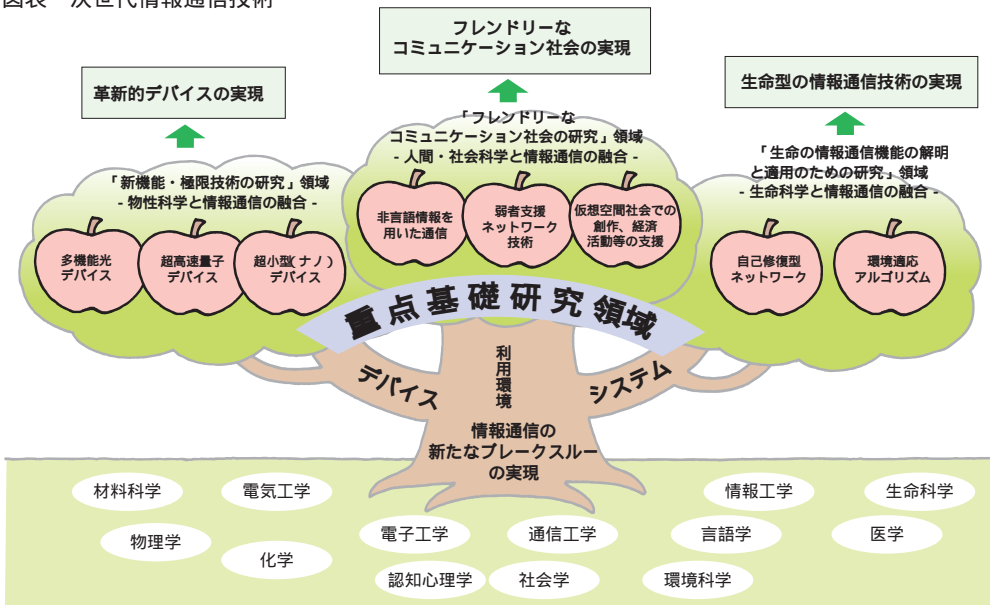 図表 次世代情報通信技術
フレンドリーな
コミュニケーション社会の実現
革新的デバイスの実現
生命型の情報通信技術の実現
「フレンドリーな
コミュニケーション社会の研究」領域
- 人間・社会科学と情報通信の融合 -
「新機能・極限技術の研究」領域
- 物性科学と情報通信の融合 -
「生命の情報通信機能の解明
と適用のための研究」領域
- 生命科学と情報通信の融合 -
多機能光
デバイス
超高速量子
デバイス
超小型(ナノ)
デバイス
非言語情報を
用いた通信
弱者支援
ネットワーク
技術
仮想空間社会での
創作、経済
活動等の支援
自己修復型
ネットワーク
環境適応
アルゴリズム
重点基礎研究領域
デバイス
利用環境
システム
情報通信の
新たなブレークスルー
の実現
材料科学
電気工学
情報工学
生命科学
物理学
化学
電子工学
通信工学
言語学
医学
認知心理学
社会学
環境科学